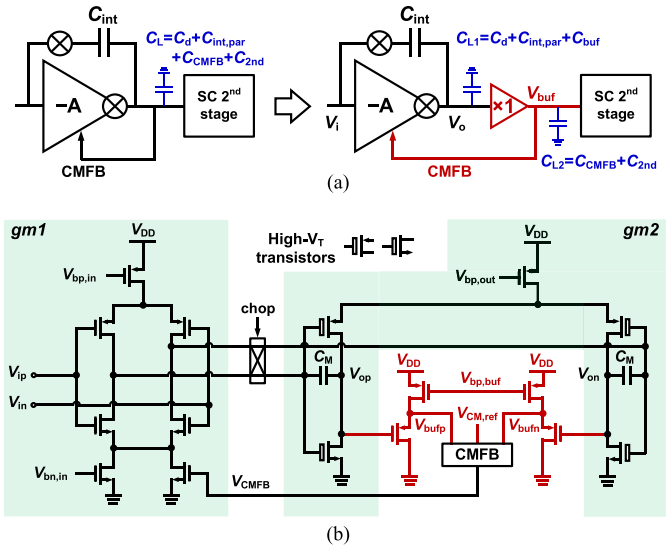 C_int
C_L=C_d+C_int,par
+C_CMFB+C_2nd
–A
SC 2nd
stage
CMFB
C_int
C_L1=C_d+C_int,par+C_buf
–A
V_i
V_o
×1
V_buf
SC 2nd
stage
CMFB
C_L2=C_CMFB+C_2nd
(a)
gm1
V_DD
V_bp,in
High-V_T
transistors
V_DD
gm2
V_bp,out
chop
V_ip
V_in
C_M
V_op
V_DD
V_bp,buf
V_DD
V_on
C_M
V_bufp
V_CM,ref
V_bufn
CMFB
V_bn,in
V_CMFB
(b)